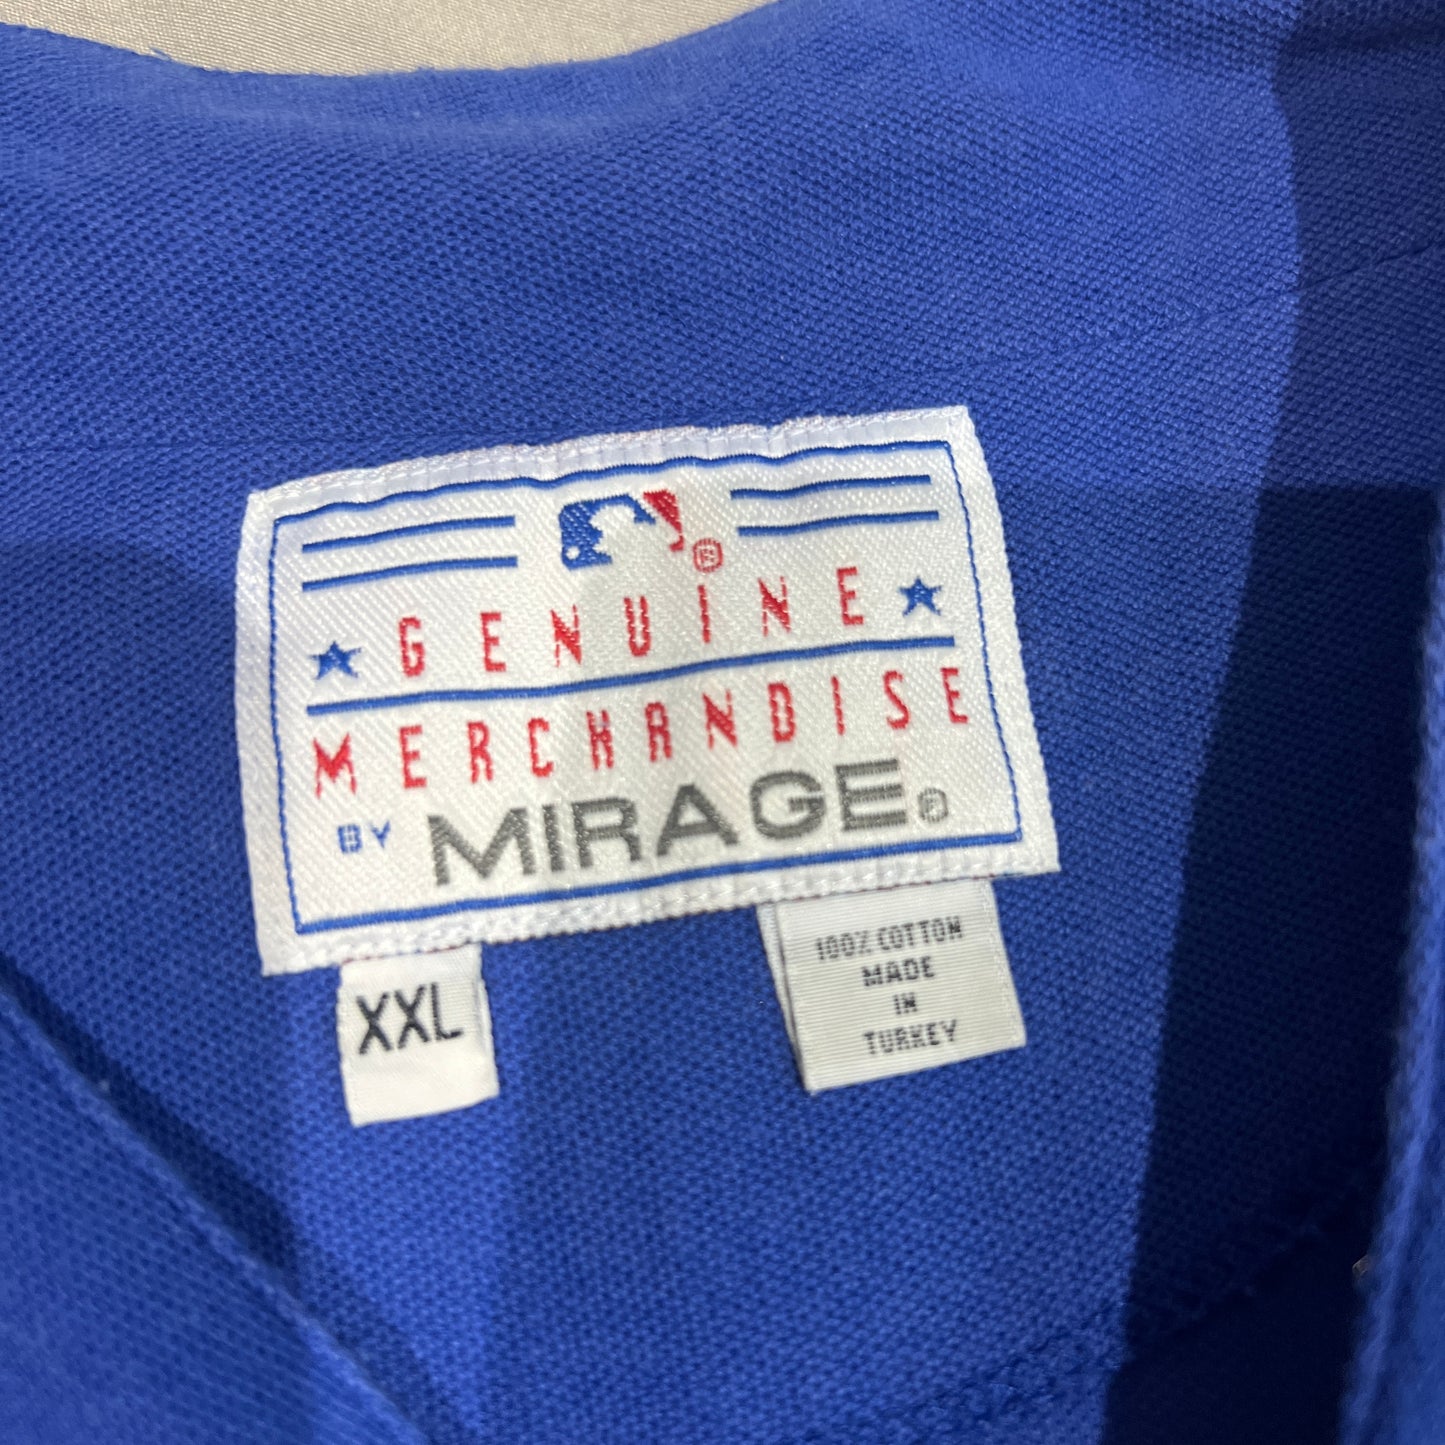 ®
GENUINE
MERCHANDISE
BY MIRAGE®
XXL
100% COTTON
MADE
IN
TURKEY